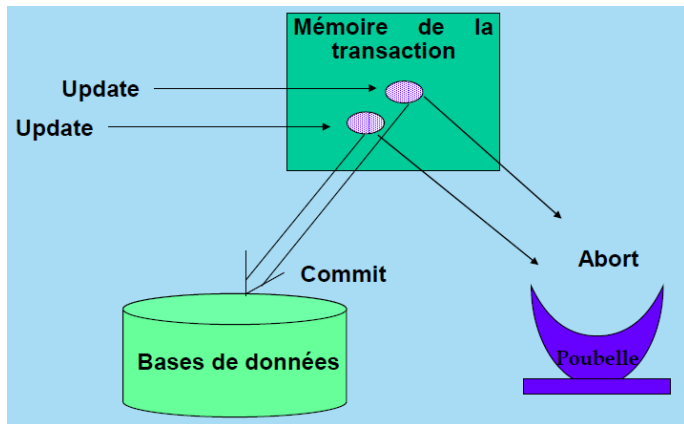 Mémoire de la
transaction
Update
Update
Commit
Abort
Bases de données
Poubelle